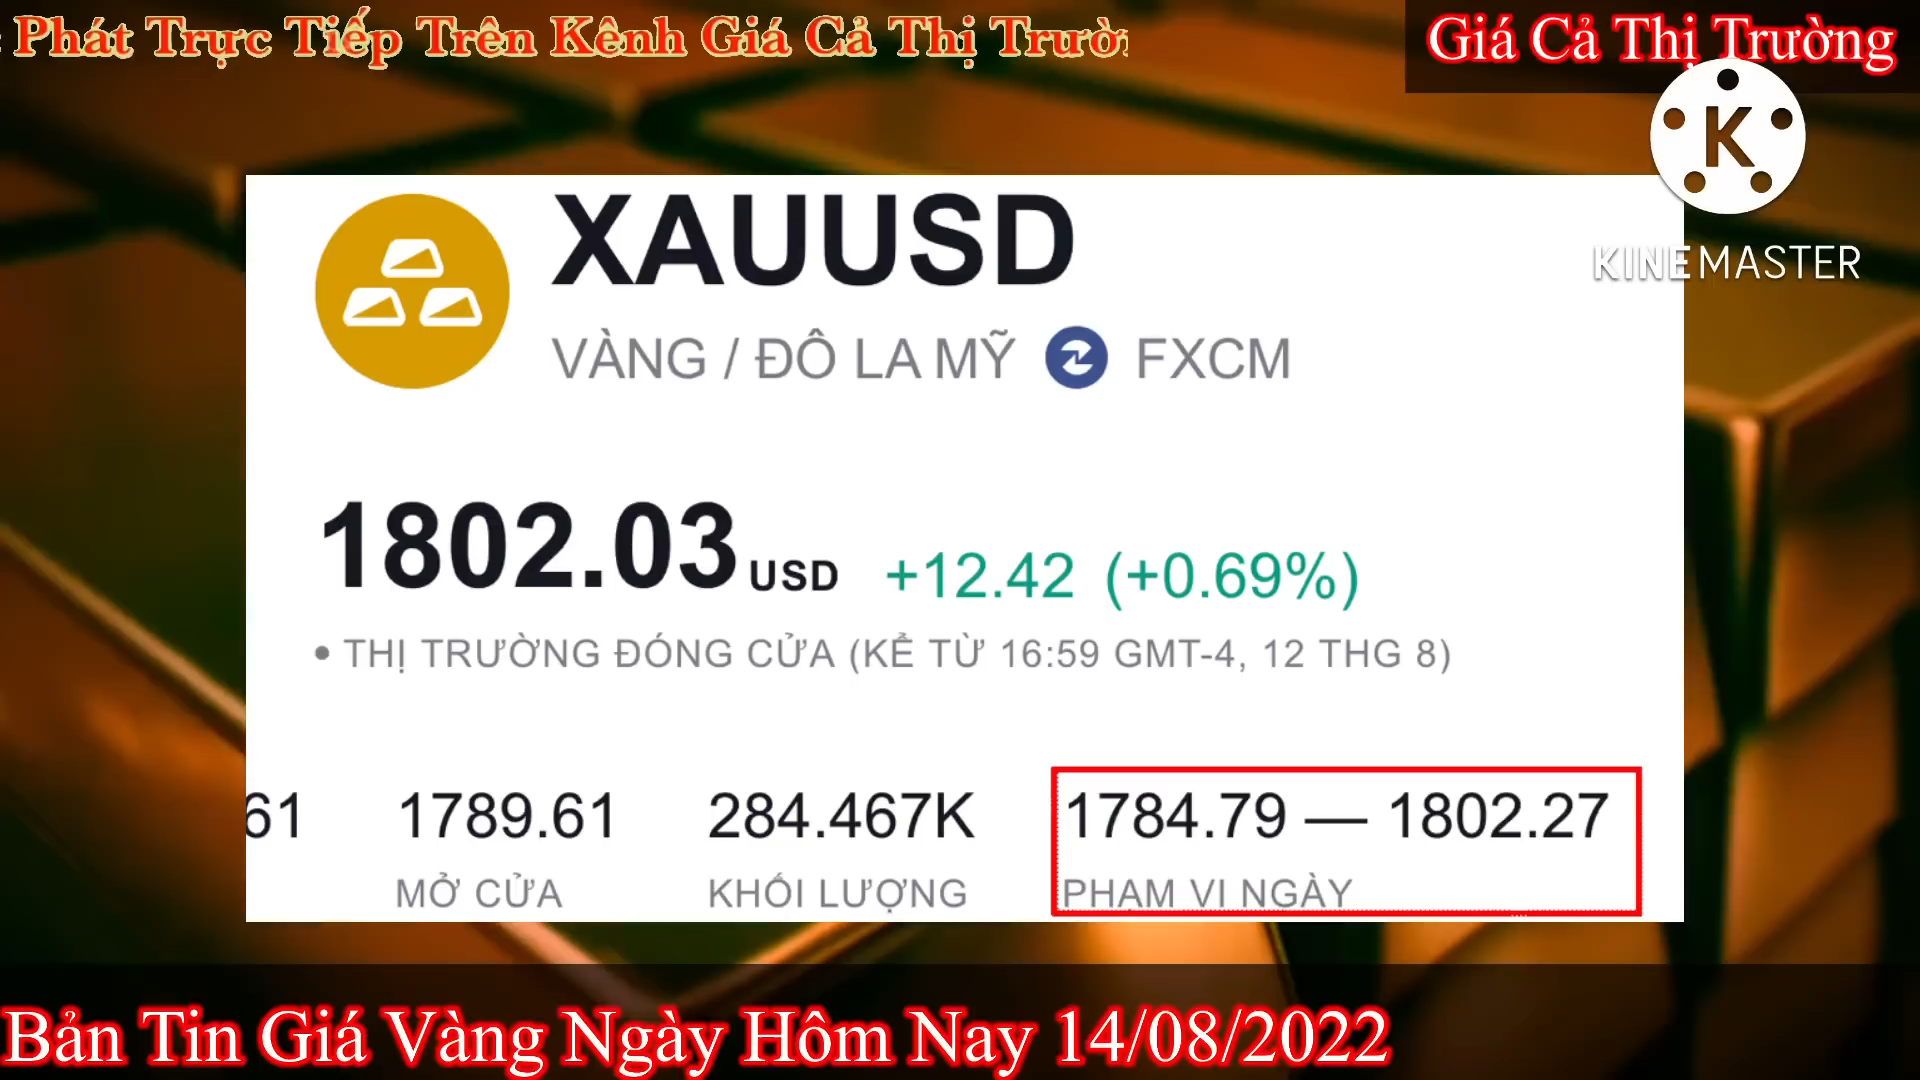 Phát Trực Tiếp Trên Kênh Giá Cả Thị Trườ
Giá Cả Thị Trường
K
KINEMASTER
XAUUSD
VÀNG / ĐÔ LA MỸ FXCM
1802.03 USD +12.42 (+0.69%)
• THỊ TRƯỜNG ĐÓNG CỬA (KỂ TỪ 16:59 GMT-4, 12 THG 8)
61 1789.61 284.467K 1784.79 — 1802.27
MỞ CỬA KHỐI LƯỢNG PHẠM VI NGÀY
Bản Tin Giá Vàng Ngày Hôm Nay 14/08/2022